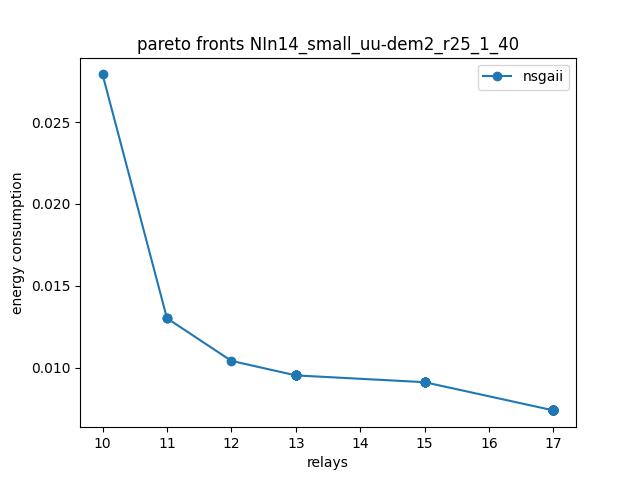 pareto fronts NIn14_small_uu-dem2_r25_1_40
nsgaii
energy consumption
0.025
0.020
0.015
0.010
10 11 12 13 14 15 16 17
relays